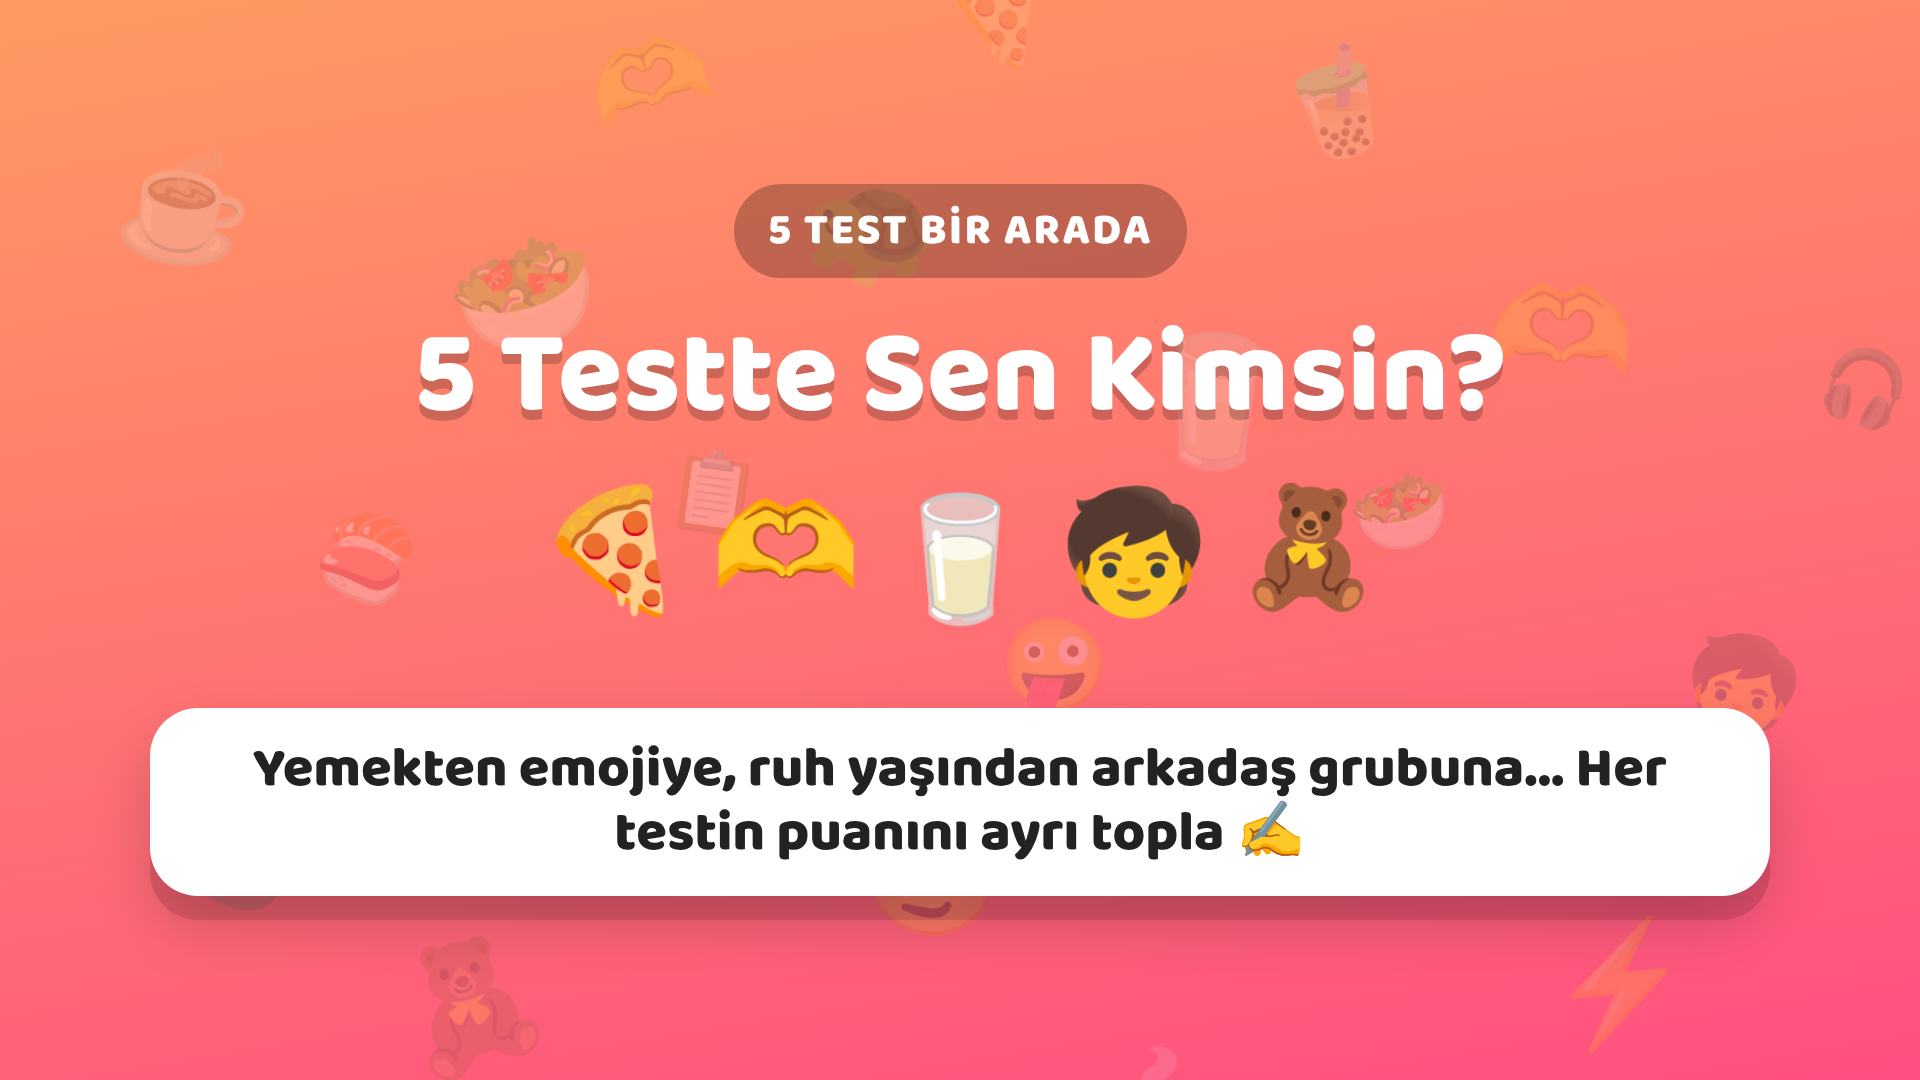 5 TEST BİR ARADA
5 Testte Sen Kimsin?
Yemekten emojiye, ruh yaşından arkadaş grubuna... Her
testin puanını ayrı topla ✍️